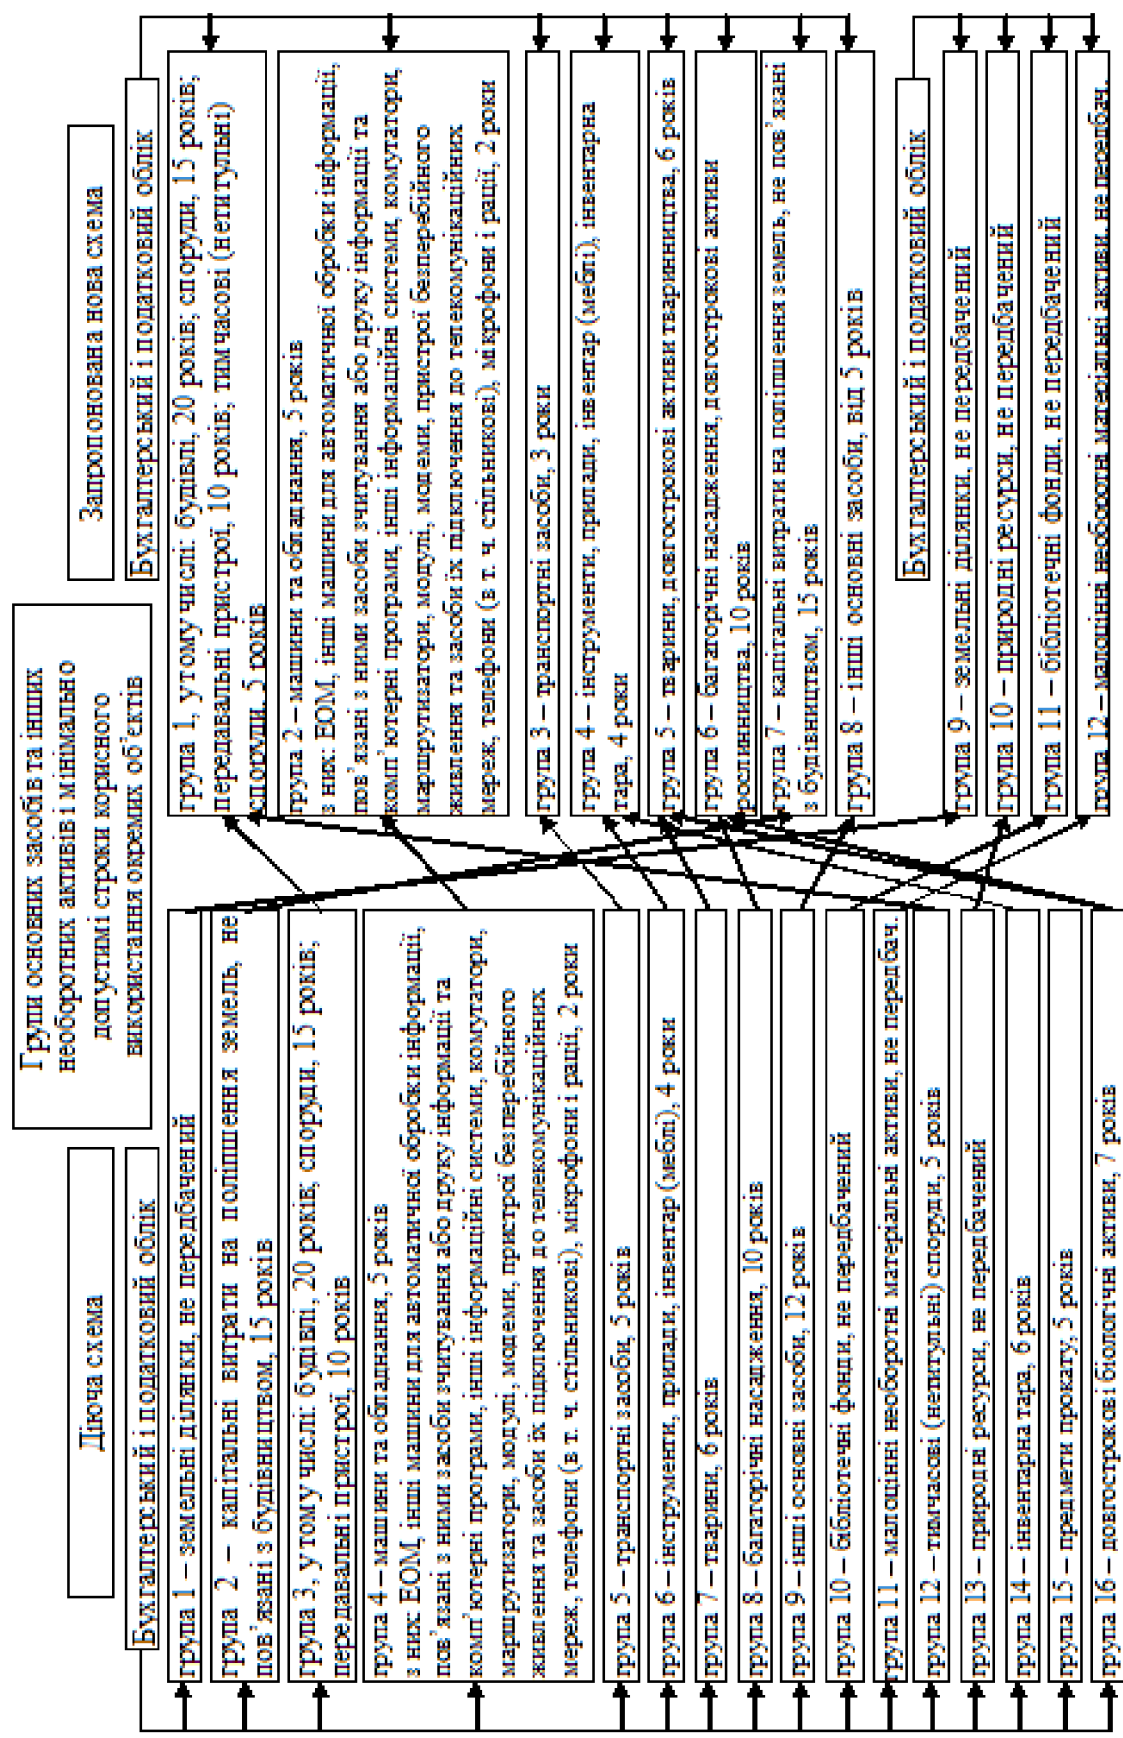 Групи основних засобів та інших
необоротних активів і мінімально
допустимі строки корисного
використання окремих об'єктів
Діюча схема
Бухгалтерський і податковий облік
група 1 – земельні ділянки, не передбачений
група 2 – капітальні витрати на поліпшення земель, не
пов'язані з будівництвом, 15 років
група 3, у тому числі: будівлі, 20 років; споруди, 15 років;
передавальні пристрої, 10 років
група 4 – машини та обладнання, 5 років
з них: ЕОМ, інші машини для автоматичної обробки інформації,
пов'язані з ними засоби зчитування або друку інформації та
комп'ютерні програми, інші інформаційні системи, комутатори,
маршрутизатори, модулі, модеми, пристрої безперебійного
живлення та засоби їх підключення до телекомунікаційних
мереж, телефони (в т. ч. стільникові), мікрофони і рації, 2 роки
група 5 – транспортні засоби, 5 років
група 6 – інструменти, прилади, інвентар (меблі), 4 роки
група 7 – тварини, 6 років
група 8 – багаторічні насадження, 10 років
група 9 – інші основні засоби, 12 років
група 10 – бібліотечні фонди, не передбачений
група 11 – малоцінні необоротні матеріальні активи, не передбач.
група 12 – тимчасові (нетитульні) споруди, 5 років
група 13 – природні ресурси, не передбачений
група 14 – інвентарна тара, 6 років
група 15 – предмети прокату, 5 років
група 16 – довгострокові біологічні активи, 7 років
Запропонована нова схема
Бухгалтерський і податковий облік
група 1, у тому числі: будівлі, 20 років; споруди, 15 років;
передавальні пристрої, 10 років; тимчасові (нетитульні)
споруди, 5 років
група 2 – машини та обладнання, 5 років
з них: ЕОМ, інші машини для автоматичної обробки інформації,
пов'язані з ними засоби зчитування або друку інформації та
комп'ютерні програми, інші інформаційні системи, комутатори,
маршрутизатори, модулі, модеми, пристрої безперебійного
живлення та засоби їх підключення до телекомунікаційних
мереж, телефони (в т. ч. стільникові), мікрофони і рації, 2 роки
група 3 – транспортні засоби, 3 роки
група 4 – інструменти, прилади, інвентар (меблі), інвентарна
тара, 4 роки
група 5 – тварини, довгострокові активи тваринництва, 6 років
група 6 – багаторічні насадження, довгострокові активи
рослинництва, 10 років
група 7 – капітальні витрати на поліпшення земель, не пов'язані
з будівництвом, 15 років
група 8 – інші основні засоби, від 5 років
Бухгалтерський і податковий облік
група 9 – земельні ділянки, не передбачений
група 10 – природні ресурси, не передбачений
група 11 – бібліотечні фонди, не передбачений
група 12 – малоцінні необоротні матеріальні активи, не передбач.